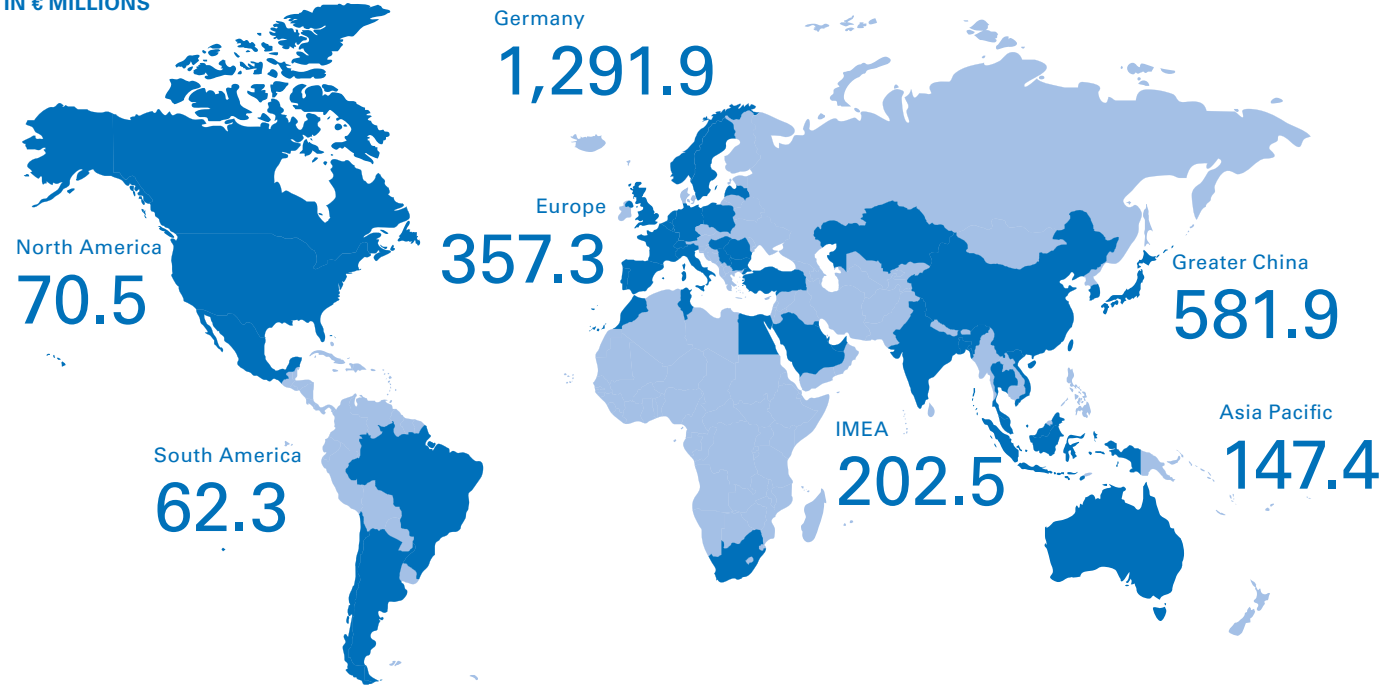 IN € MILLIONS
Germany
1,291.9
Europe
357.3
North America
70.5
Greater China
581.9
Asia Pacific
147.4
IMEA
202.5
South America
62.3